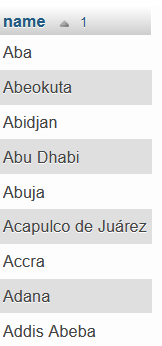 name 1
Aba
Abeokuta
Abidjan
Abu Dhabi
Abuja
Acapulco de Juárez
Accra
Adana
Addis Abeba